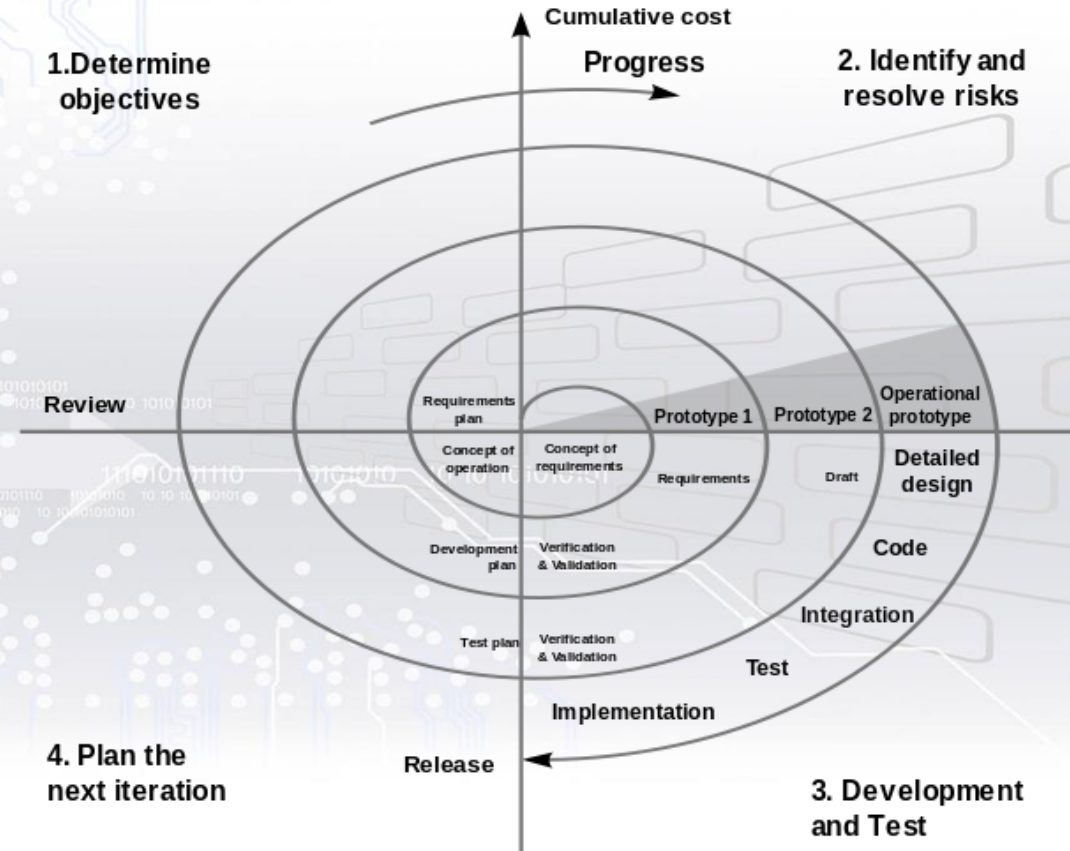 Cumulative cost
Progress
1.Determine
objectives
2. Identify and
resolve risks
Review
Requirements
plan
Prototype 1
Prototype 2
Operational
prototype
Concept of
operation
Concept of
requirements
Requirements
Draft
Detailed
design
Code
Development
plan
Verification
& Validation
Integration
Test plan
Verification
& Validation
Test
Implementation
Release
4. Plan the
next iteration
3. Development
and Test